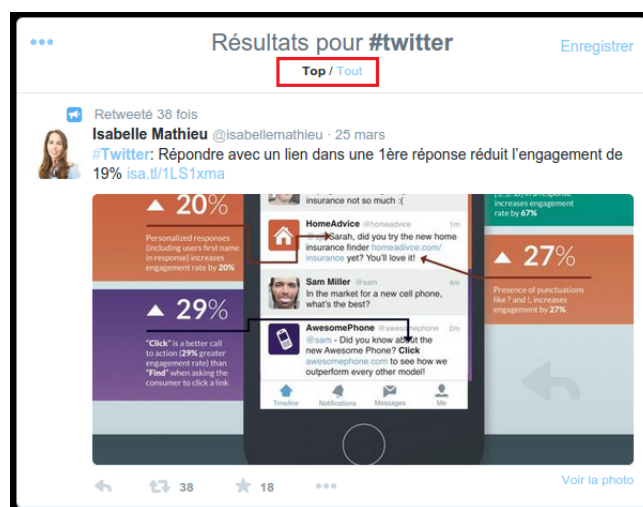 Résultats pour #twitter
Enregistrer
Top / Tout
Retweeté 38 fois
Isabelle Mathieu @isabellemathieu · 25 mars
#Twitter: Répondre avec un lien dans une 1ère réponse réduit l'engagement de
19% isa.tl/1LS1xma
20%
Personalized responses
(including users first name
in response) increases
engagement rate by 20%
29%
"Click" is a better call
to action (29% greater
engagement rate) than
"Find" when asking the
consumer to click a link
insurance not so much :(
HomeAdvice @homeadvice 1m
Sarah, did you try the new home
insurance finder homeadivce.com/
insurance yet? You'll love it!
Sam Miller @sam 4m
In the market for a new cell phone,
what's the best?
AwesomePhone @awesomephone 2m
@sam - Did you know about the
new Awesome Phone? Click
awesomephone.com to see how we
outperform every other model!
Timeline Notifications Messages Me
increases
engagement
rate by 67%
27%
Presence of punctuations
like ? and !, increases
engagement by 27%
38 18
Voir la photo